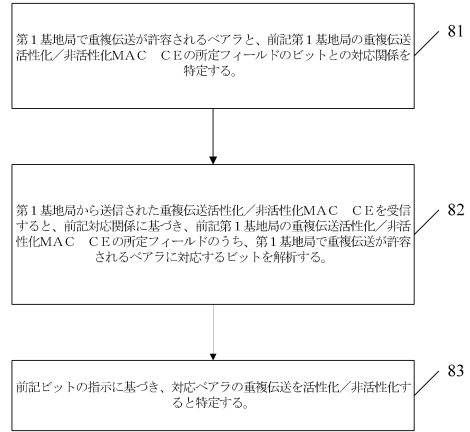 81
第１基地局で重複伝送が許容されるベアラと、前記第１基地局の重複伝送
活性化／非活性化ＭＡＣ　ＣＥの所定フィールドのビットとの対応関係を
特定する。
82
第１基地局から送信された重複伝送活性化／非活性化ＭＡＣ　ＣＥを受信
すると、前記対応関係に基づき、前記第１基地局の重複伝送活性化／非活
性化ＭＡＣ　ＣＥの所定フィールドのうち、第１基地局で重複伝送が許容
されるベアラに対応するビットを解析する。
83
前記ビットの指示に基づき、対応ベアラの重複伝送を活性化／非活性化す
ると特定する。